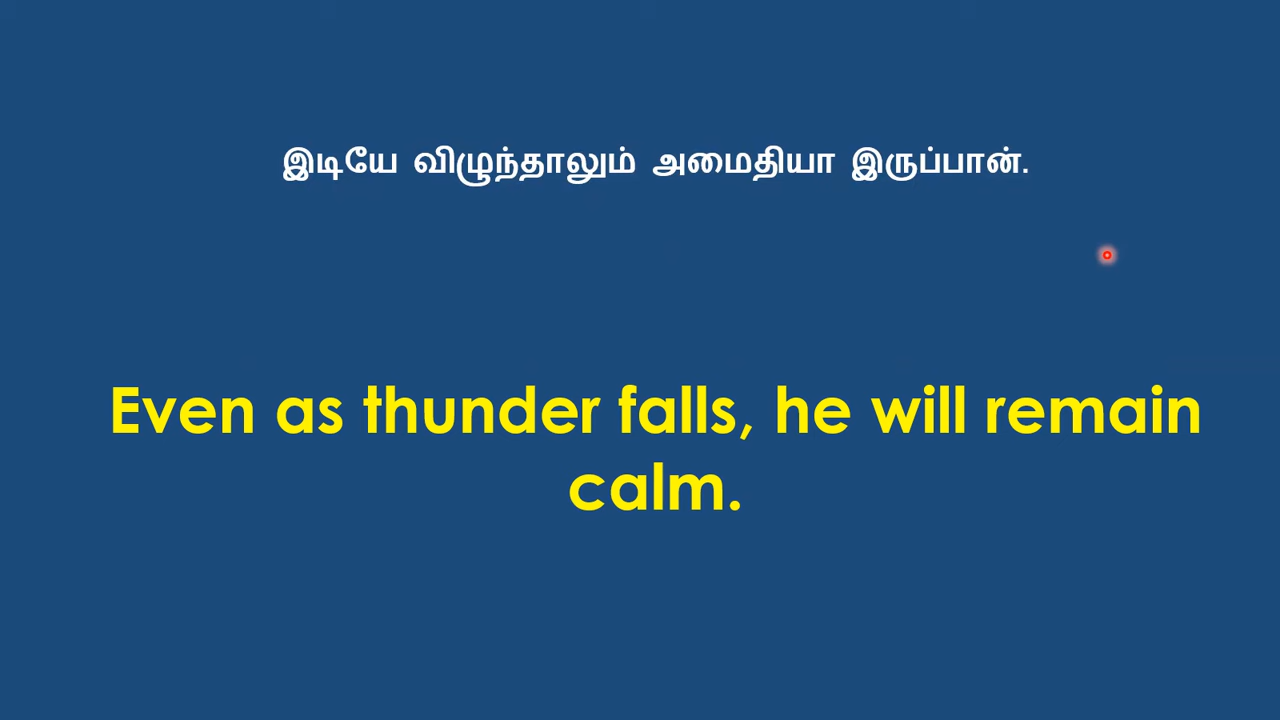 இடியே விழுந்தாலும் அமைதியா இருப்பான்.
Even as thunder falls, he will remain
calm.